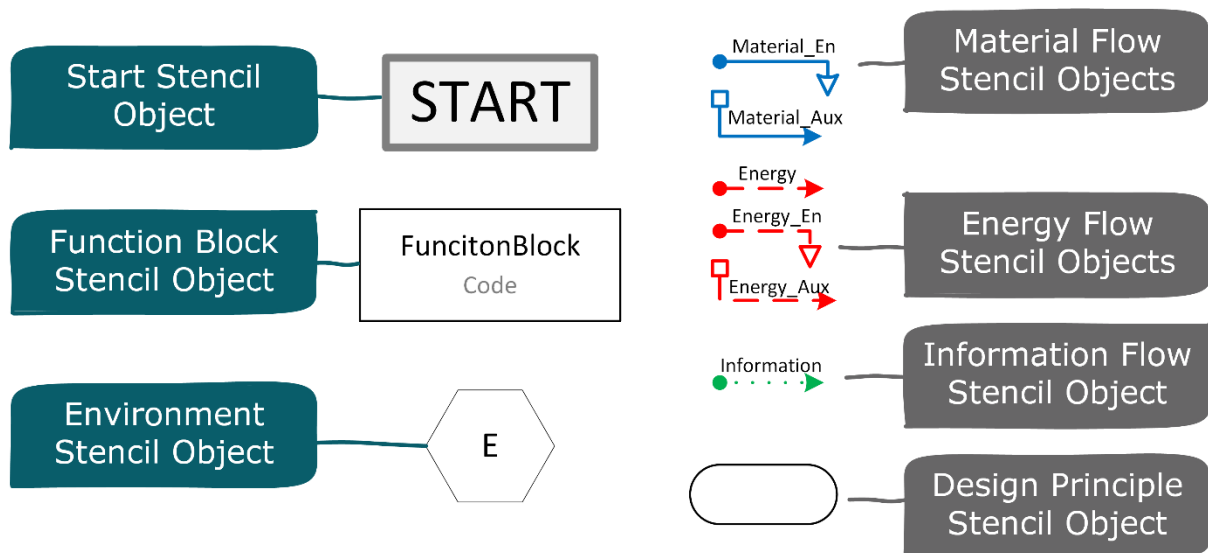 Start Stencil
Object
START
Function Block
Stencil Object
FuncitonBlock
Code
Environment
Stencil Object
E
Material_En
Material_Aux
Material Flow
Stencil Objects
Energy
Energy_En
Energy_Aux
Energy Flow
Stencil Objects
Information
Information Flow
Stencil Object
Design Principle
Stencil Object